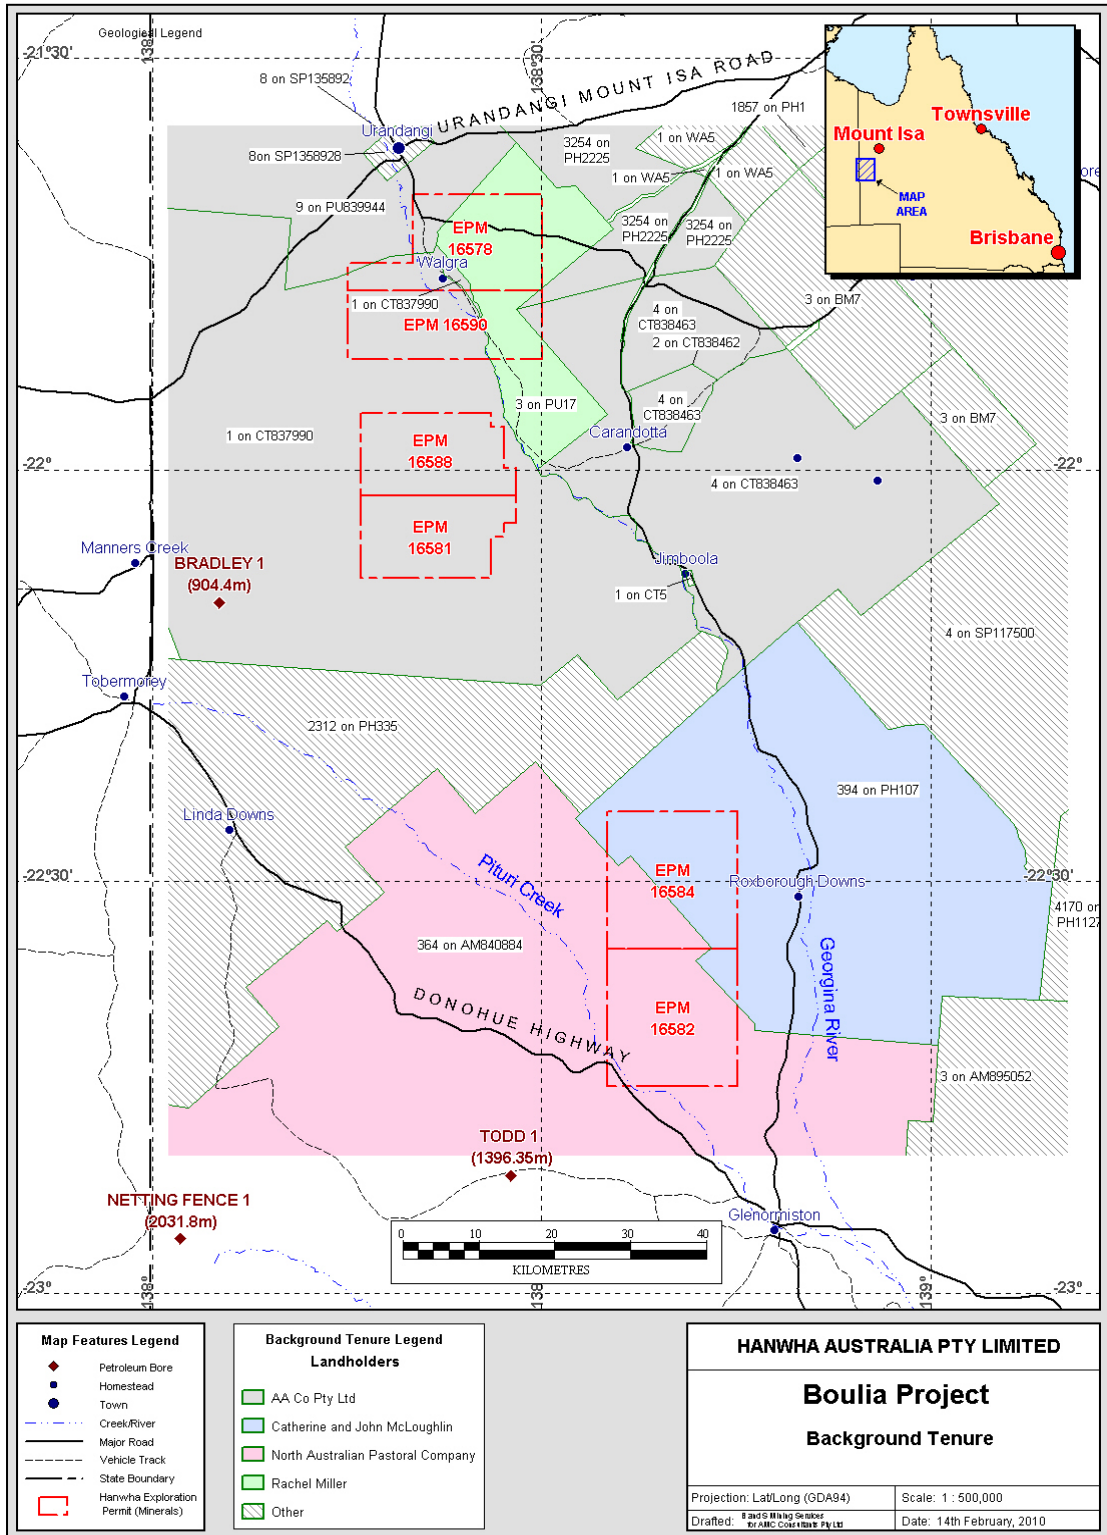 Geological Legend
-21°30'
138°
138°30'
8 on SP135892
URANDANGI MOUNT ISA ROAD
1857 on PH1
Urandangi
8on SP1358928
3254 on
PH2225
1 on WA5
1 on WA5
1 on WA5
9 on PU839944
EPM
16578
3254 on
PH2225
3254 on
PH2225
Walgra
1 on CT837990
EPM 16590
4 on
CT838463
2 on CT838462
3 on BM7
3 on PU17
4 on
CT838463
3 on BM7
1 on CT837990
EPM
16588
Carandotta
-22°
4 on CT838463
EPM
16581
Manners Creek
BRADLEY 1
(904.4m)
Jimboola
1 on CT5
4 on SP117500
Tobermorey
2312 on PH335
394 on PH107
Linda Downs
Pituri Creek
EPM
16584
Roxborough Downs
-22°30'
-22°30'
4170 on
PH1127
364 on AM840884
Georgina River
DONOHUE HIGHWAY
EPM
16582
3 on AM895052
TODD 1
(1396.35m)
NETTING FENCE 1
(2031.8m)
Glenormiston
0 10 20 30 40
KILOMETRES
-23°
-23°
138°
138°
139°
Townsville
Mount Isa
MAP
AREA
Brisbane
Map Features Legend
Petroleum Bore
Homestead
Town
Creek/River
Major Road
Vehicle Track
State Boundary
Hanwha Exploration
Permit (Minerals)
Background Tenure Legend
Landholders
AA Co Pty Ltd
Catherine and John McLoughlin
North Australian Pastoral Company
Rachel Miller
Other
HANWHA AUSTRALIA PTY LIMITED
Boulia Project
Background Tenure
Projection: Lat/Long (GDA94)
Scale: 1 : 500,000
Drafted: B and S Mining Services
for AMC Consultants Pty Ltd
Date: 14th February, 2010